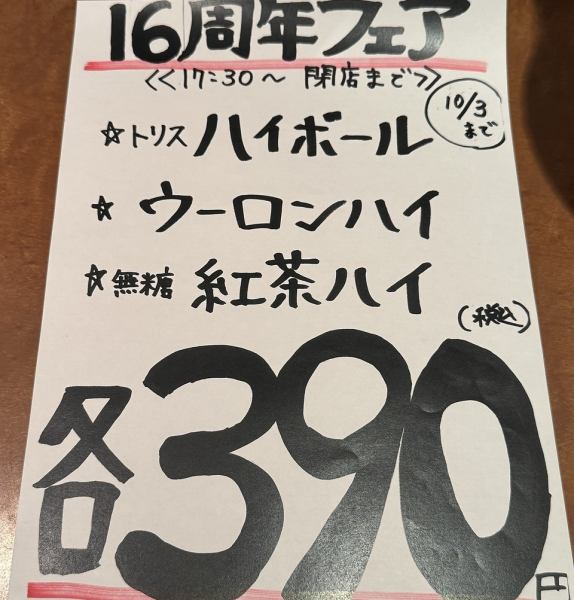 16周年フェア
<<17:30～ 閉店まで>>
10/3
まで
☆トリス ハイボール
☆ ウーロンハイ
☆無糖 紅茶ハイ
(税込)
各390円